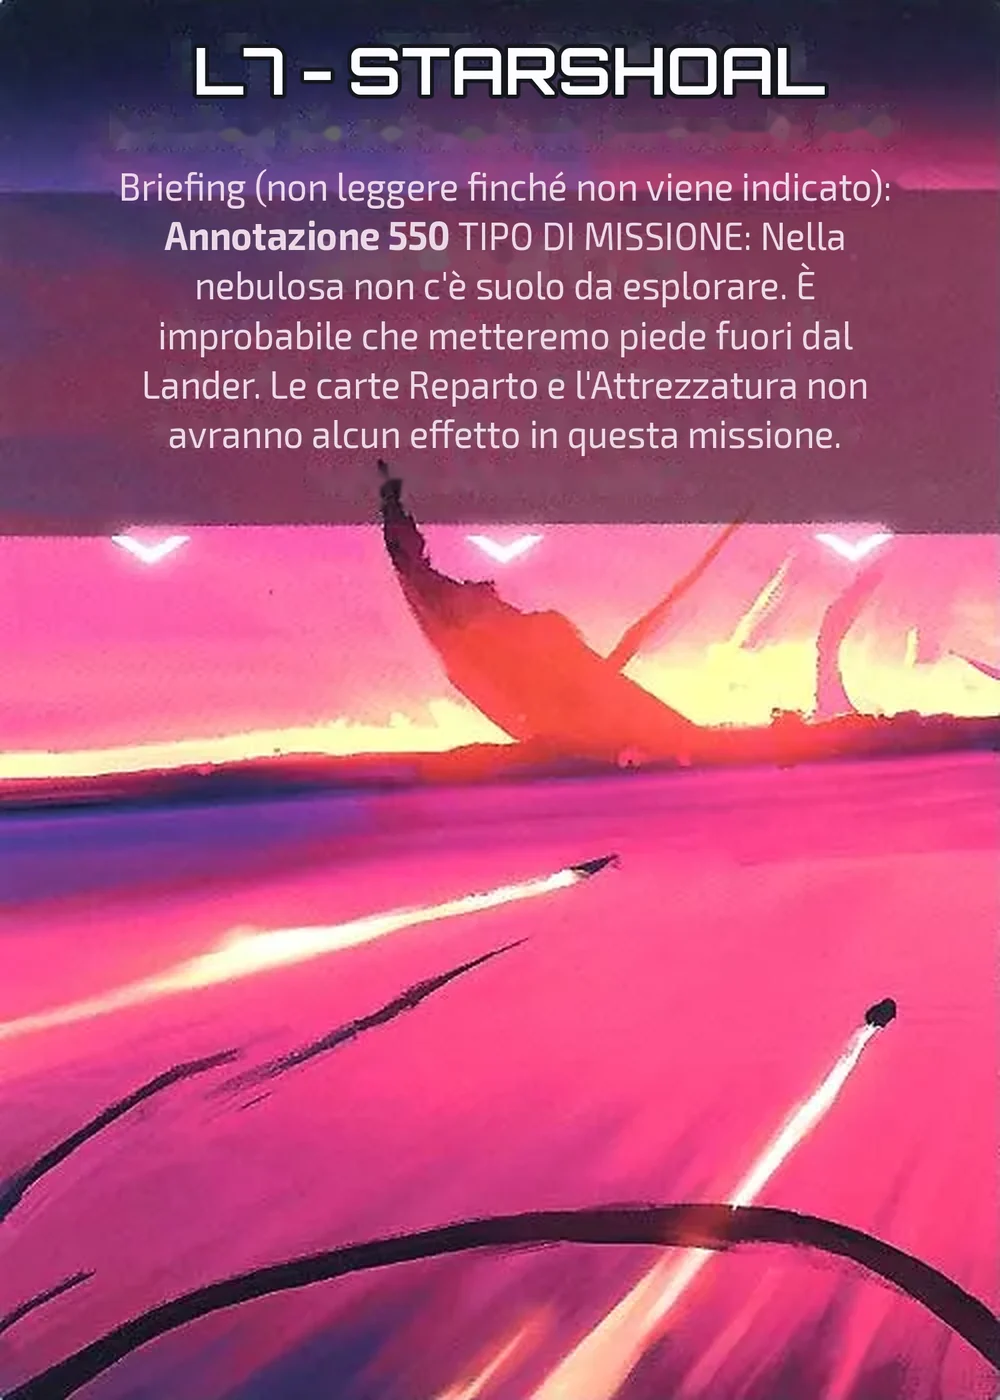 L7 - STARSHOAL
Briefing (non leggere finché non viene indicato):
Annotazione 550 TIPO DI MISSIONE: Nella
nebulosa non c'è suolo da esplorare. È
improbabile che metteremo piede fuori dal
Lander. Le carte Reparto e l'Attrezzatura non
avranno alcun effetto in questa missione.